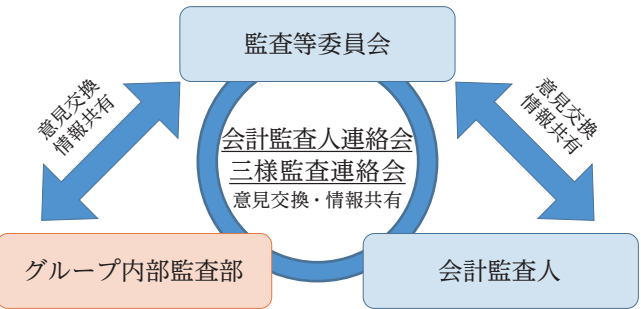 監査等委員会
意見交換
情報共有
意見交換
情報共有
会計監査人連絡会
三様監査連絡会
意見交換・情報共有
グループ内部監査部
会計監査人